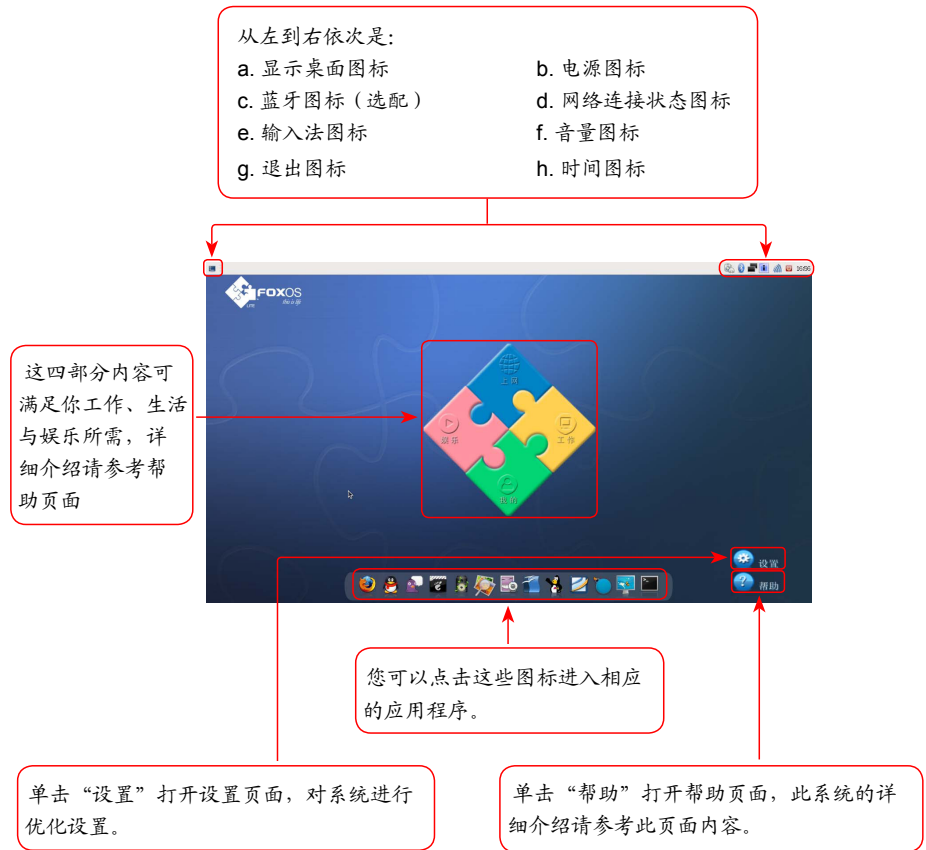 从左到右依次是：
a. 显示桌面图标
b. 电源图标
c. 蓝牙图标（选配）
d. 网络连接状态图标
e. 输入法图标
f. 音量图标
g. 退出图标
h. 时间图标
FOXOS
上网
娱乐
工作
我的
这四部分内容可
满足你工作、生活
与娱乐所需，详
细介绍请参考帮
助页面
设置
帮助
您可以点击这些图标进入相应
的应用程序。
单击“设置”打开设置页面，对系统进行
优化设置。
单击“帮助”打开帮助页面，此系统的详
细介绍请参考此页面内容。